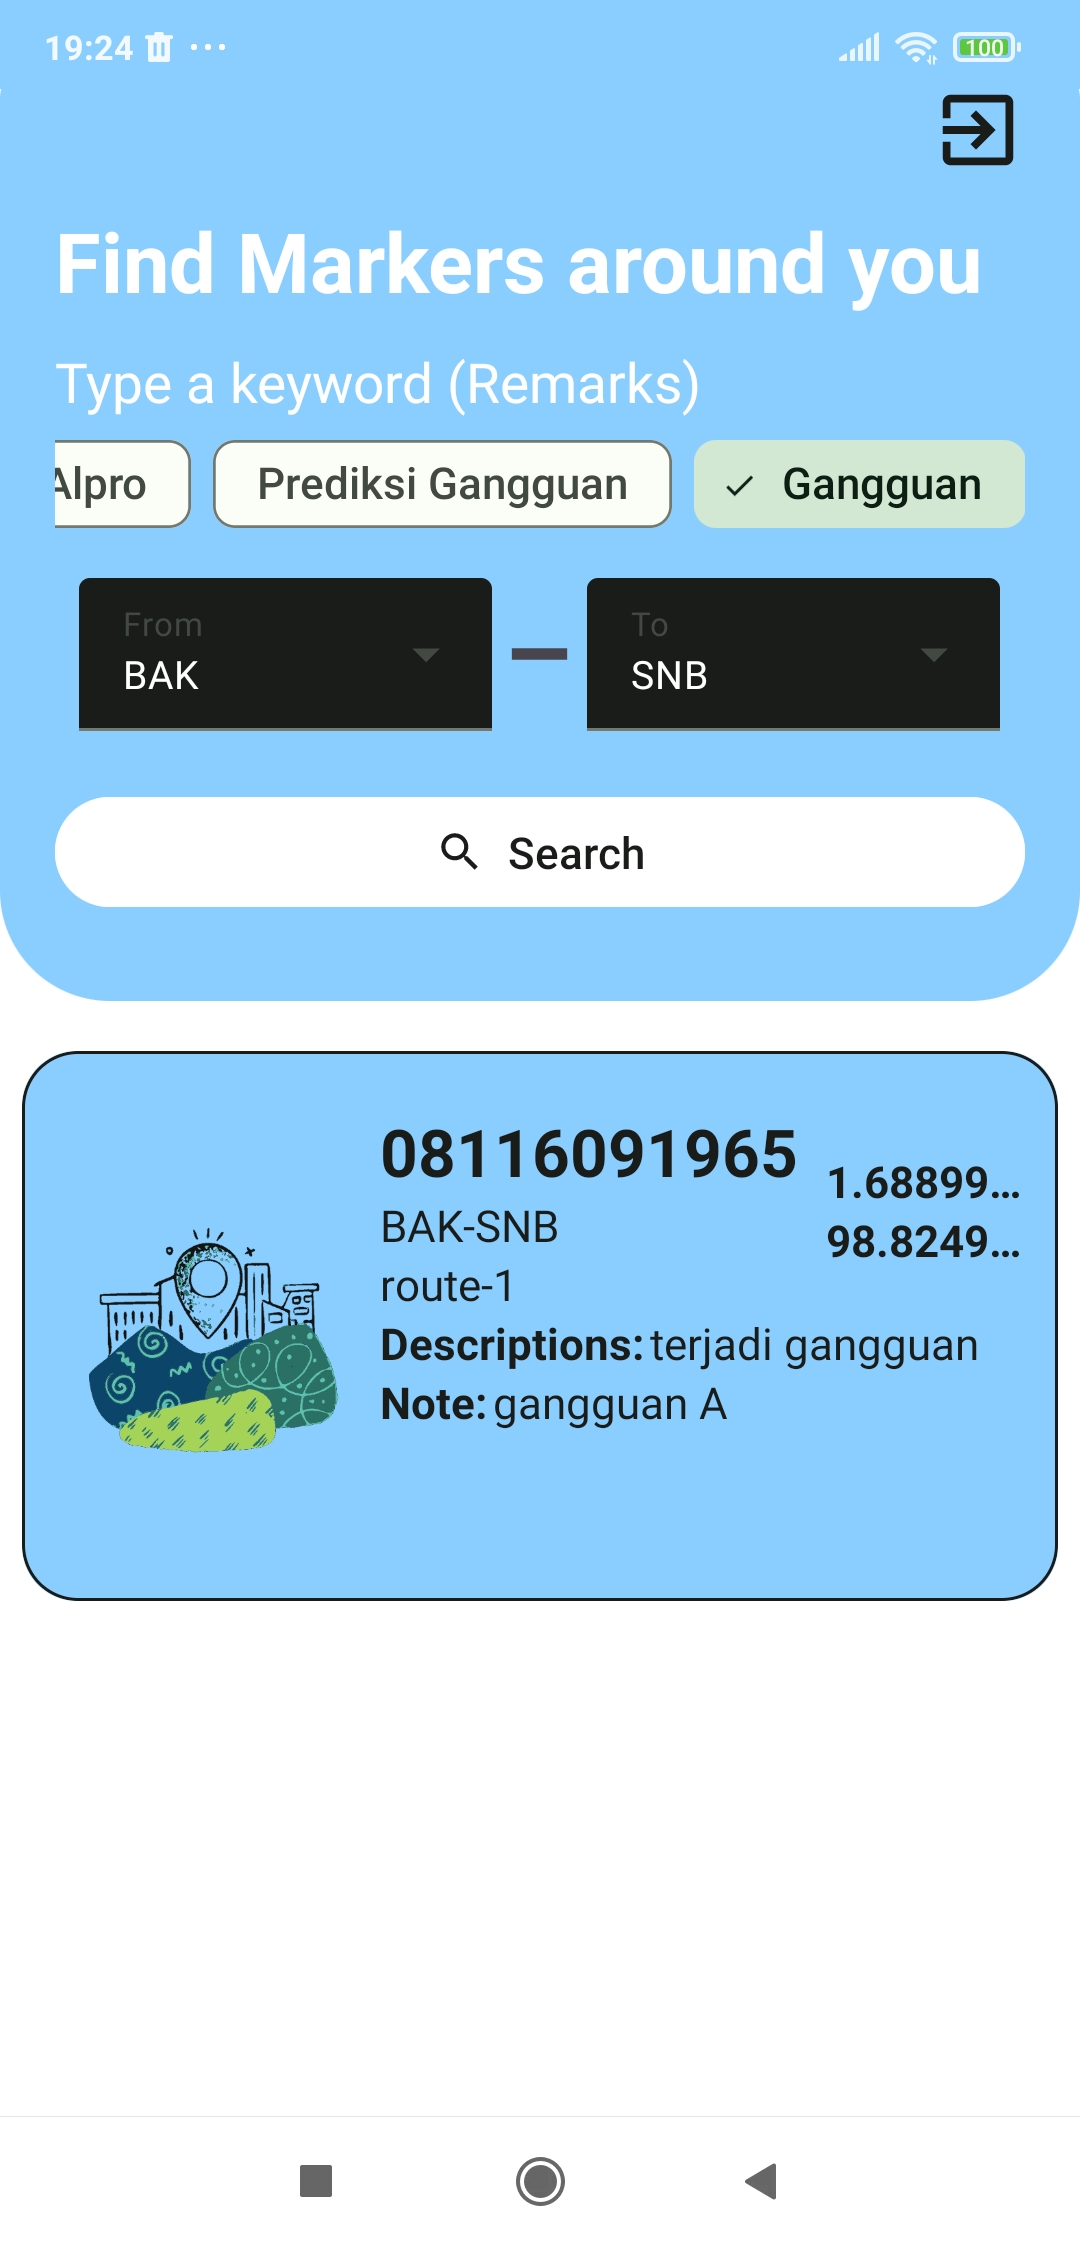 19:24 ... 100
Find Markers around you
Type a keyword (Remarks)
Alpro Prediksi Gangguan Gangguan
From To
BAK SNB
Search
08116091965
1.68899...
BAK-SNB
98.8249...
route-1
Descriptions: terjadi gangguan
Note: gangguan A